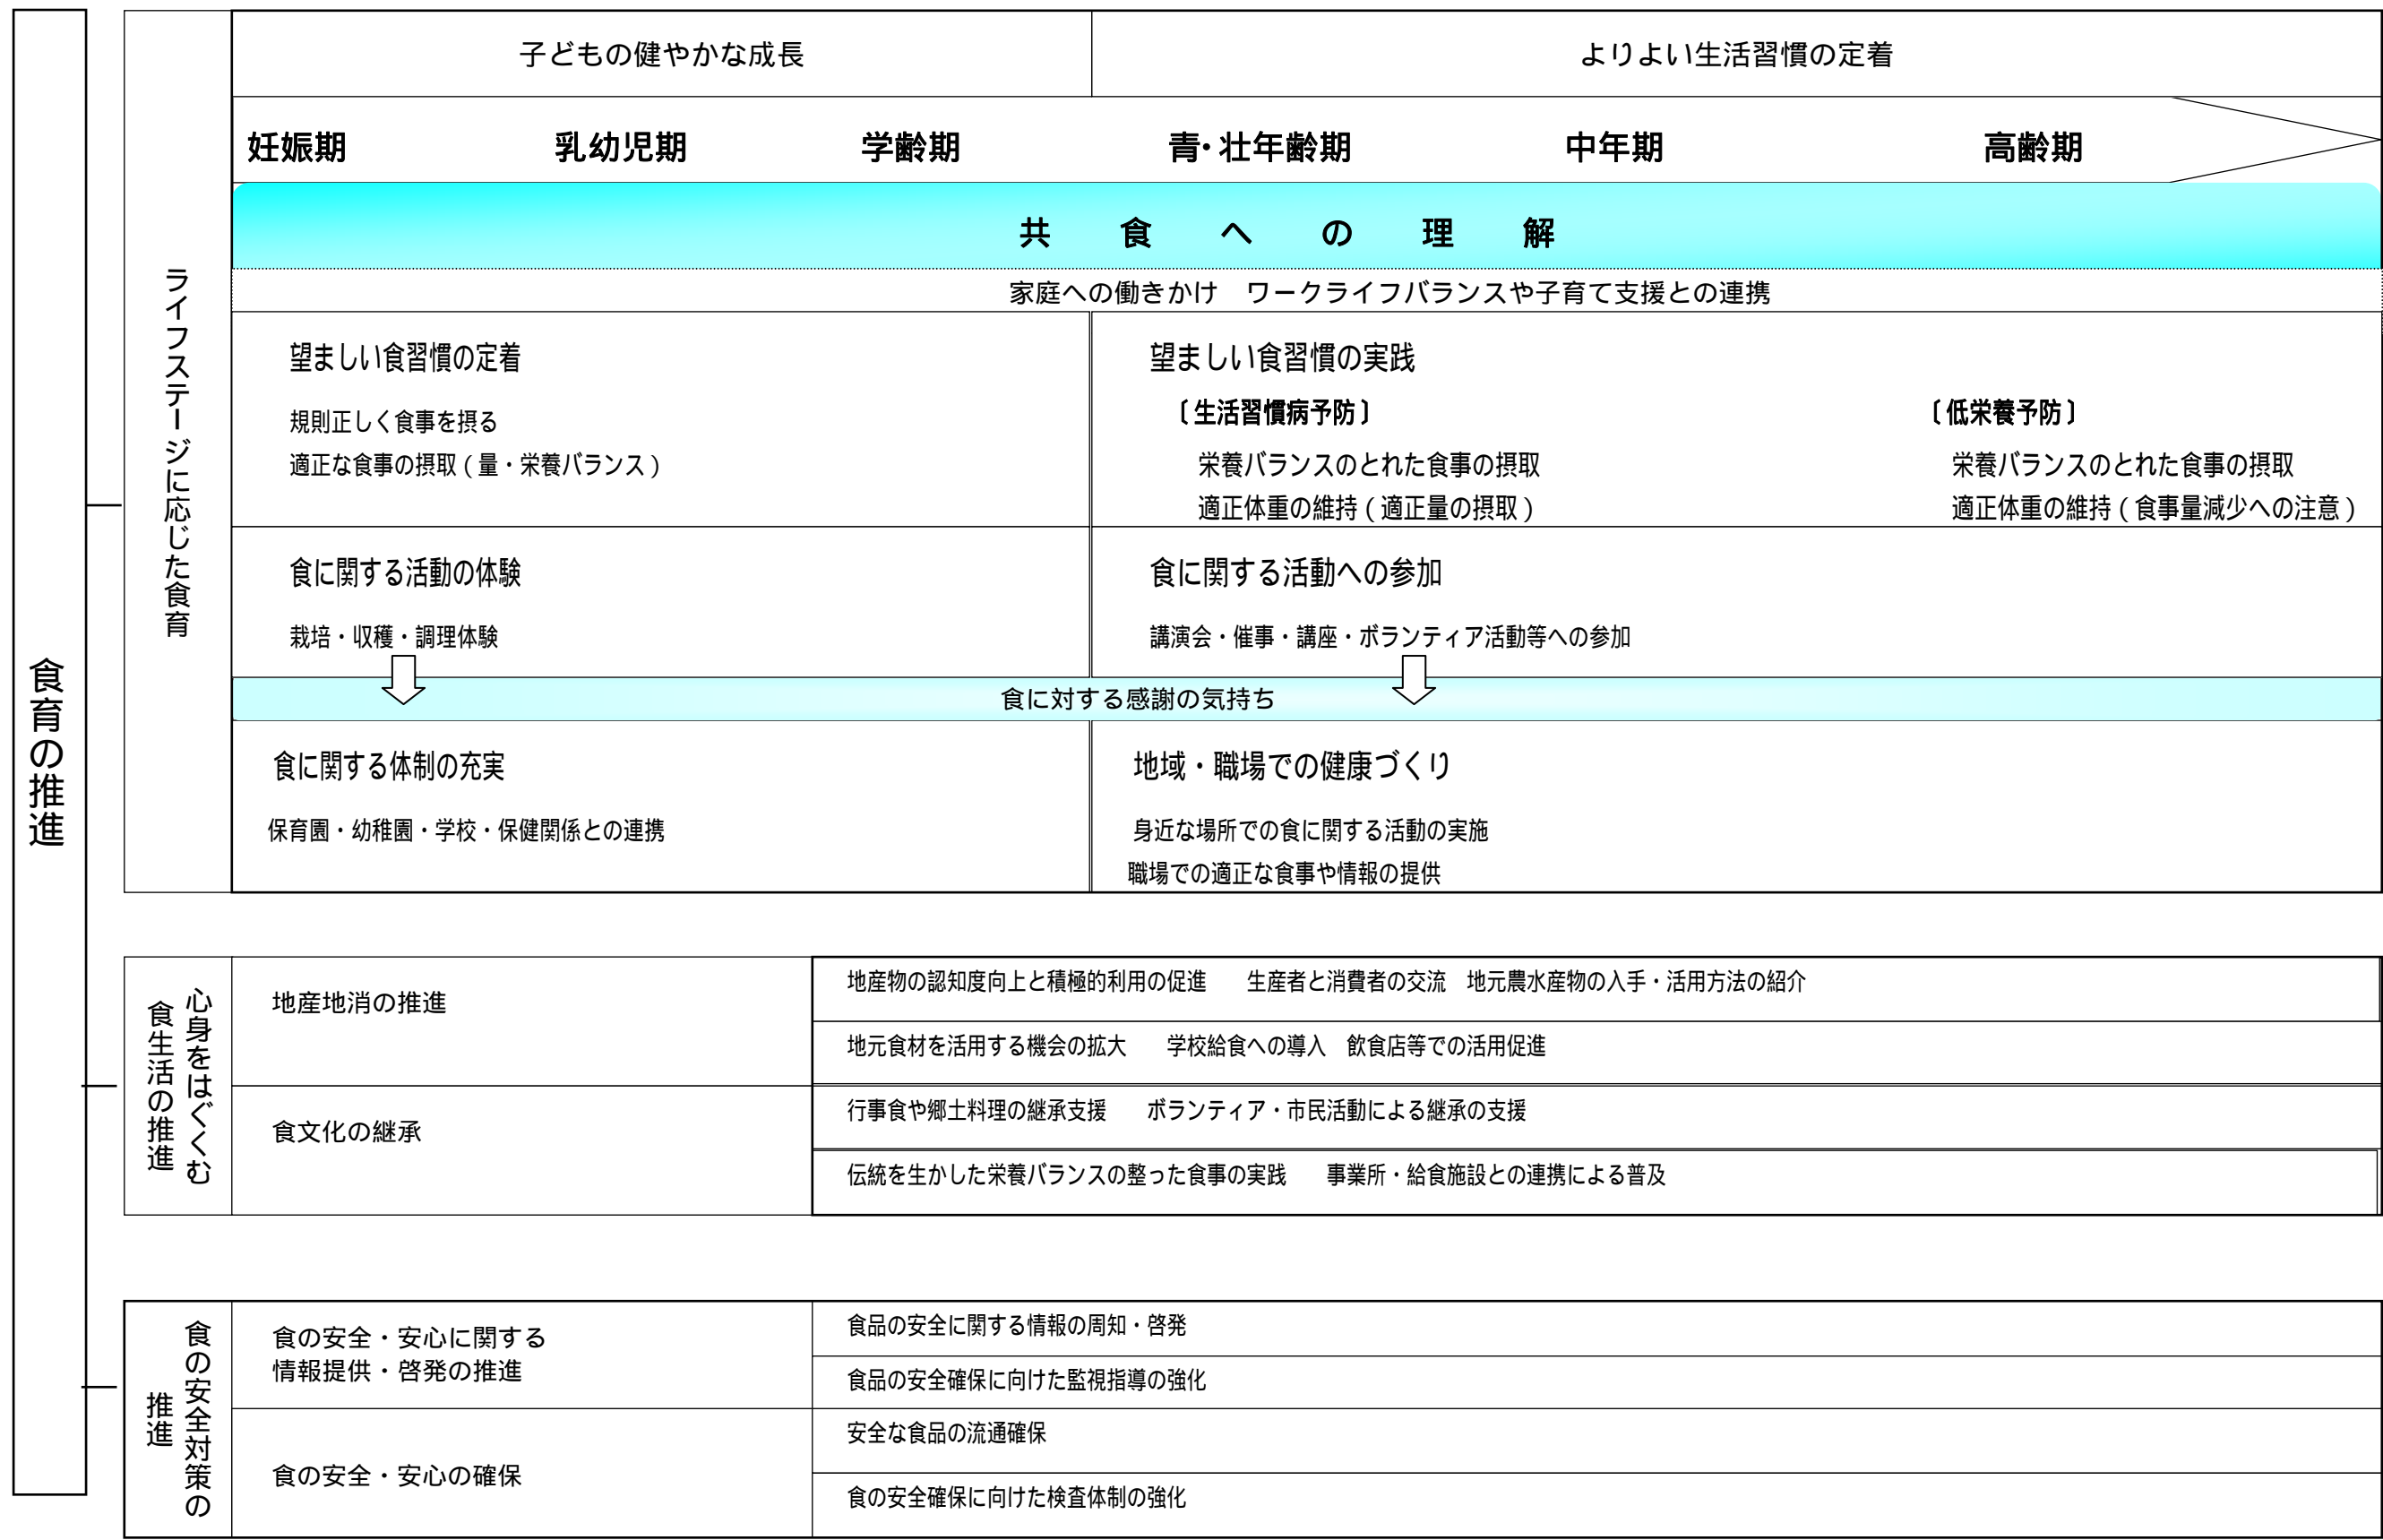 食育の推進
ライフステージに応じた食育
子どもの健やかな成長
よりよい生活習慣の定着
妊娠期 乳幼児期 学齢期 青・壮年齢期 中年期 高齢期
共 食 へ の 理 解
家庭への働きかけ ワークライフバランスや子育て支援との連携
望ましい食習慣の定着
規則正しく食事を摂る
適正な食事の摂取(量・栄養バランス)
望ましい食習慣の実践
〔生活習慣病予防〕
栄養バランスのとれた食事の摂取
適正体重の維持(適正量の摂取)
〔低栄養予防〕
栄養バランスのとれた食事の摂取
適正体重の維持(食事量減少への注意)
食に関する活動の体験
栽培・収穫・調理体験
食に関する活動への参加
講演会・催事・講座・ボランティア活動等への参加
食に対する感謝の気持ち
食に関する体制の充実
保育園・幼稚園・学校・保健関係との連携
地域・職場での健康づくり
身近な場所での食に関する活動の実施
職場での適正な食事や情報の提供
心身をはぐくむ
食生活の推進
地産地消の推進
地産物の認知度向上と積極的利用の促進 生産者と消費者の交流 地元農水産物の入手・活用方法の紹介
地元食材を活用する機会の拡大 学校給食への導入 飲食店等での活用促進
食文化の継承
行事食や郷土料理の継承支援 ボランティア・市民活動による継承の支援
伝統を生かした栄養バランスの整った食事の実践 事業所・給食施設との連携による普及
食の安全対策の
推進
食の安全・安心に関する
情報提供・啓発の推進
食品の安全に関する情報の周知・啓発
食品の安全確保に向けた監視指導の強化
食の安全・安心の確保
安全な食品の流通確保
食の安全確保に向けた検査体制の強化